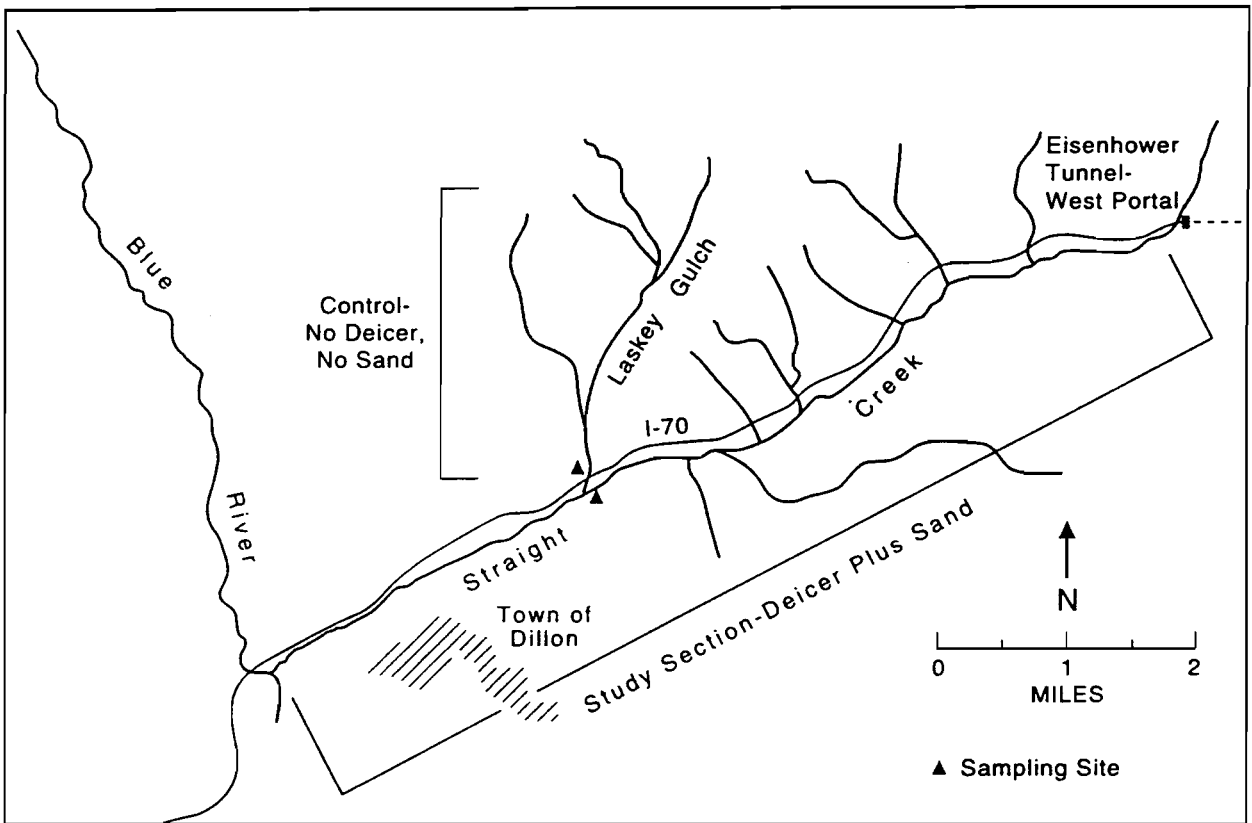 Eisenhower
Tunnel-
West Portal
Blue
River
Control-
No Deicer,
No Sand
Laskey Gulch
I-70
Straight Creek
Town of
Dillon
Study Section-Deicer Plus Sand
N
0 1 2
MILES
▲ Sampling Site